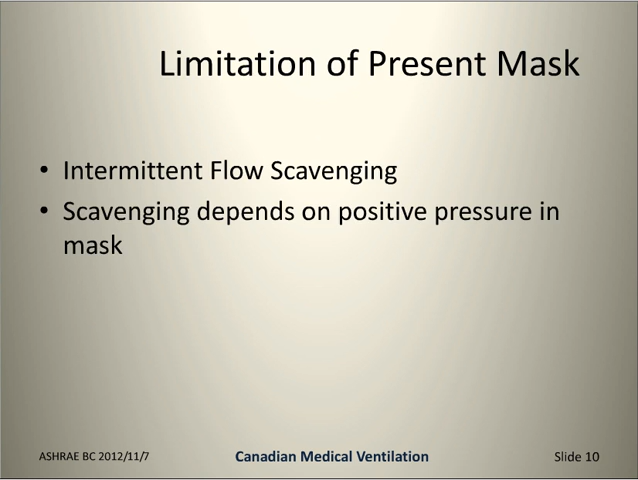 Limitation of Present Mask
• Intermittent Flow Scavenging
• Scavenging depends on positive pressure in
mask
ASHRAE BC 2012/11/7
Canadian Medical Ventilation
Slide 10